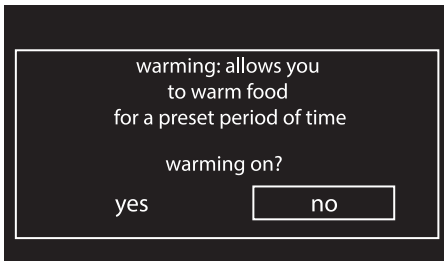 warming: allows you
to warm food
for a preset period of time
warming on?
yes no